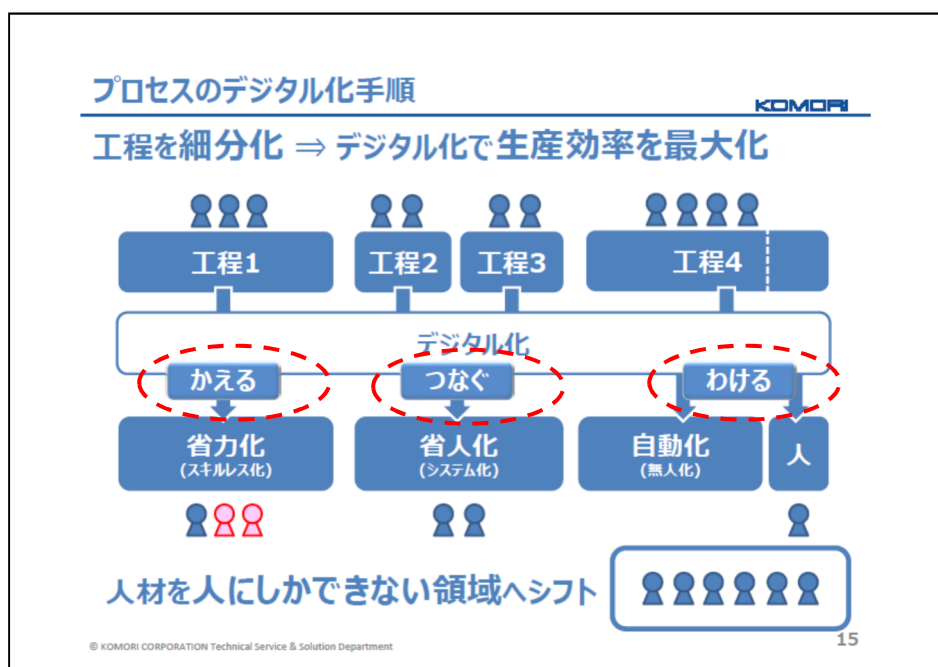 プロセスのデジタル化手順
KOMORI
工程を細分化 ⇒ デジタル化で生産効率を最大化
工程1 工程2 工程3 工程4
デジタル化
かえる つなぐ わける
省力化 省人化 自動化 人
(スキルレス化) (システム化) (無人化)
人材を人にしかできない領域へシフト
© KOMORI CORPORATION Technical Service & Solution Department
15